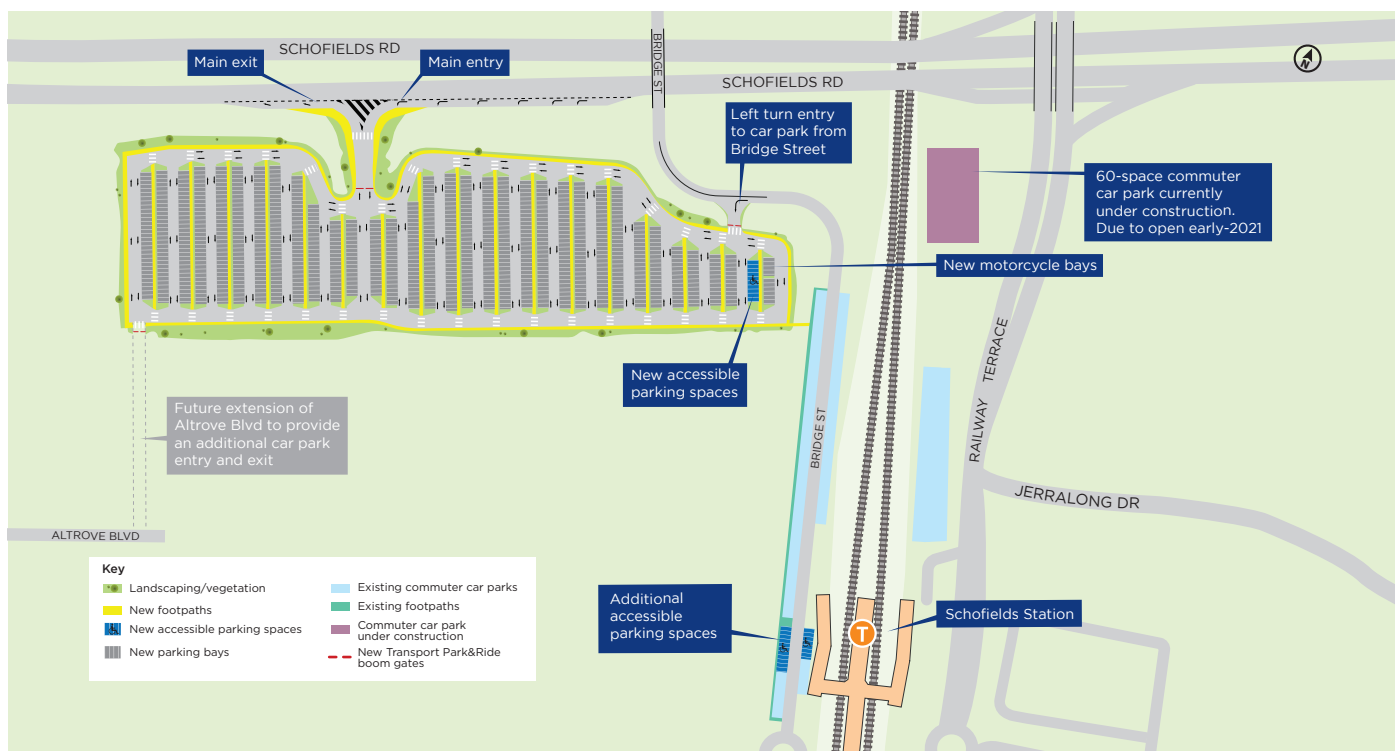 SCHOFIELDS RD
Main exit
Main entry
BRIDGE ST
SCHOFIELDS RD
N
Left turn entry
to car park from
Bridge Street
60-space commuter
car park currently
under construction.
Due to open early-2021
New motorcycle bays
New accessible
parking spaces
RAILWAY TERRACE
Future extension of
Altrove Blvd to provide
an additional car park
entry and exit
BRIDGE ST
JERRALONG DR
ALTROVE BLVD
Key
Landscaping/vegetation
New footpaths
New accessible parking spaces
New parking bays
Existing commuter car parks
Existing footpaths
Commuter car park
under construction
New Transport Park&Ride
boom gates
Additional
accessible
parking spaces
T
Schofields Station